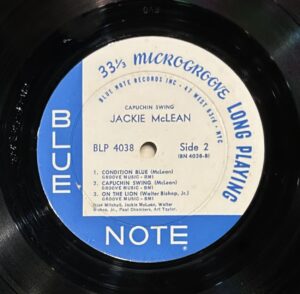 33⅓ MICROGROOVE LONG PLAYING
BLUE NOTE RECORDS INC · 47 WEST 63rd · NYC
CAPUCHIN SWING
JACKIE McLEAN
BLP 4038
Side 2
(BN 4038-B)
1. CONDITION BLUE (McLean)
GROOVE MUSIC - BMI
2. CAPUCHIN SWING (McLean)
GROOVE MUSIC - BMI
3. ON THE LION (Walter Bishop, Jr.)
GROOVE MUSIC - BMI
Blue Mitchell, Jackie McLean, Walter
Bishop, Jr., Paul Chambers, Art Taylor.
BLUE
NOTE